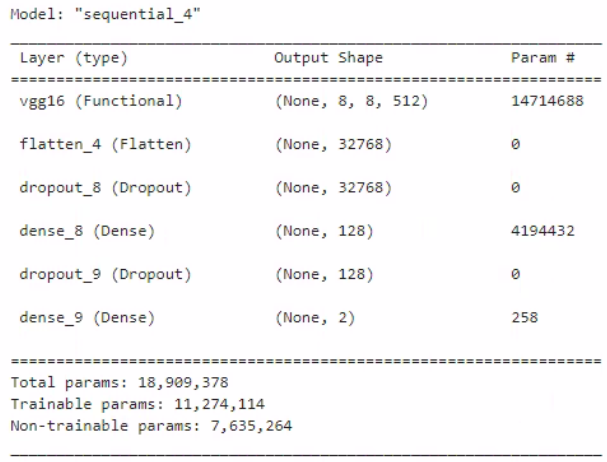 Model: "sequential_4"
Layer (type) Output Shape Param #
vgg16 (Functional) (None, 8, 8, 512) 14714688
flatten_4 (Flatten) (None, 32768) 0
dropout_8 (Dropout) (None, 32768) 0
dense_8 (Dense) (None, 128) 4194432
dropout_9 (Dropout) (None, 128) 0
dense_9 (Dense) (None, 2) 258
Total params: 18,909,378
Trainable params: 11,274,114
Non-trainable params: 7,635,264